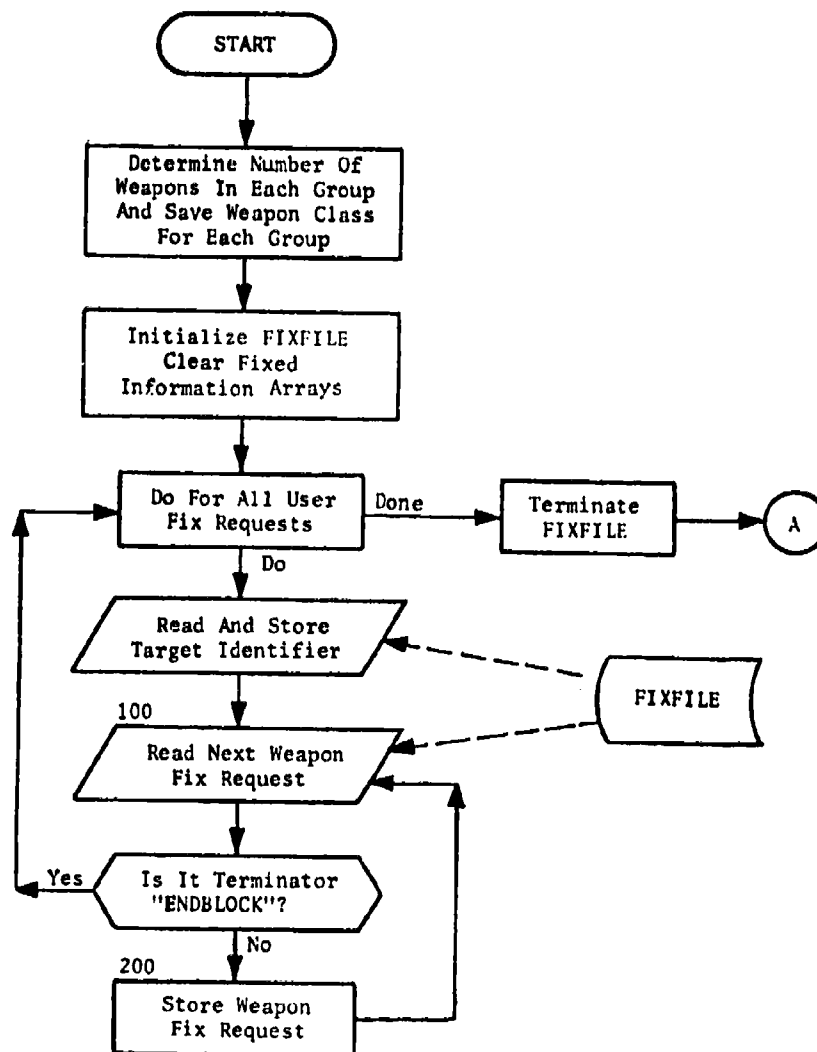 START
Determine Number Of
Weapons In Each Group
And Save Weapon Class
For Each Group
Initialize FIXFILE
Clear Fixed
Information Arrays
Do For All User
Fix Requests
Done
Terminate
FIXFILE
A
Do
Read And Store
Target Identifier
FIXFILE
100
Read Next Weapon
Fix Request
Yes
Is It Terminator
"ENDBLOCK"?
No
200
Store Weapon
Fix Request